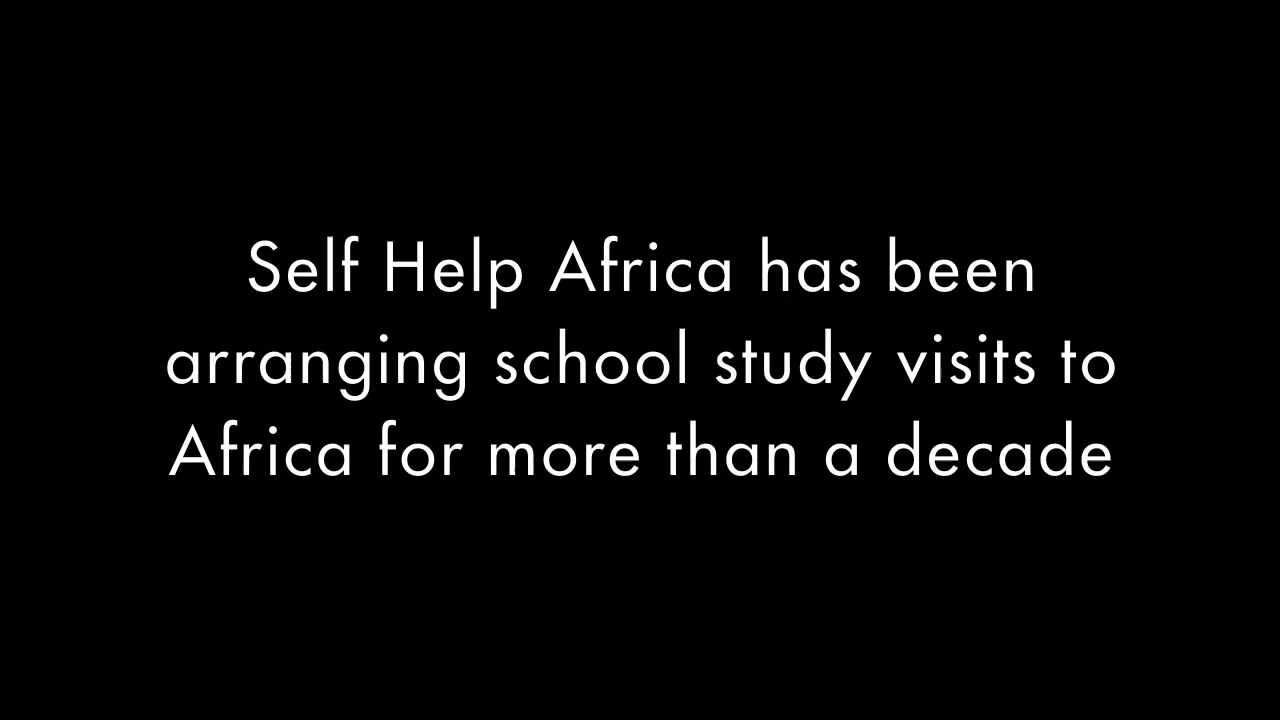 Self Help Africa has been
arranging school study visits to
Africa for more than a decade